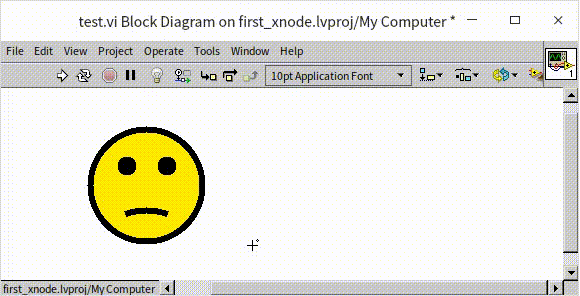 test.vi Block Diagram on first_xnode.lvproj/My Computer *
File Edit View Project Operate Tools Window Help
10pt Application Font
1
first_xnode.lvproj/My Computer